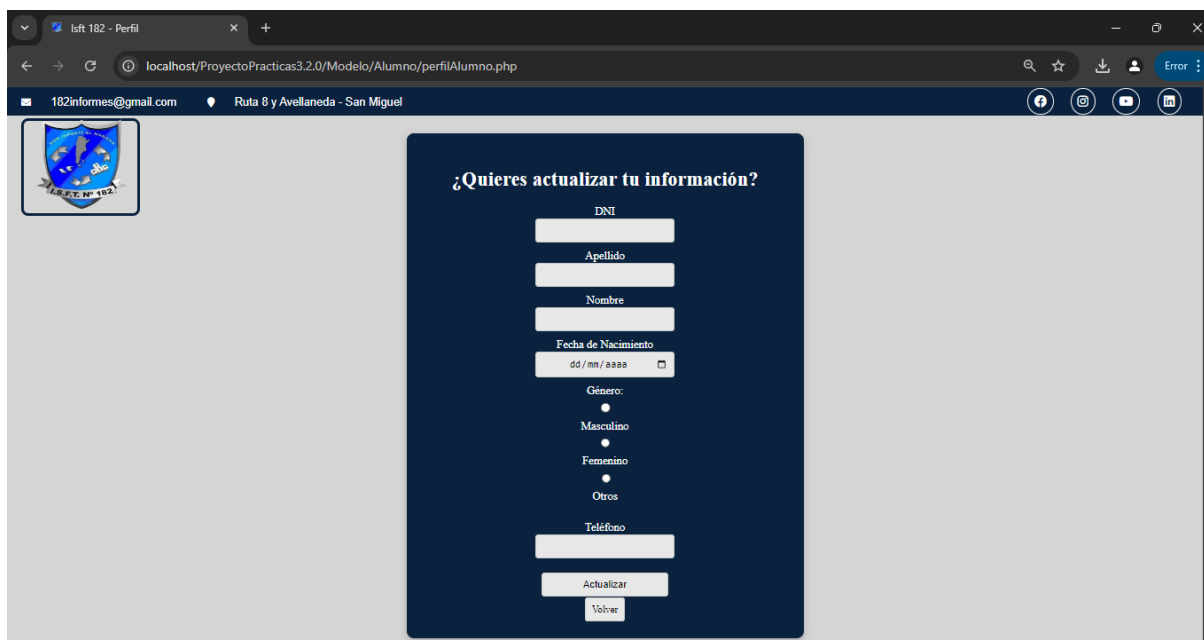 Isft 182 - Perfil
localhost/ProyectoPracticas3.2.0/Modelo/Alumno/perfilAlumno.php
Error
182informes@gmail.com
Ruta 8 y Avellaneda - San Miguel
I.S.F.T. Nº 182
¿Quieres actualizar tu información?
DNI
Apellido
Nombre
Fecha de Nacimiento
dd/mm/aaaa
Género:
Masculino
Femenino
Otros
Teléfono
Actualizar
Volver